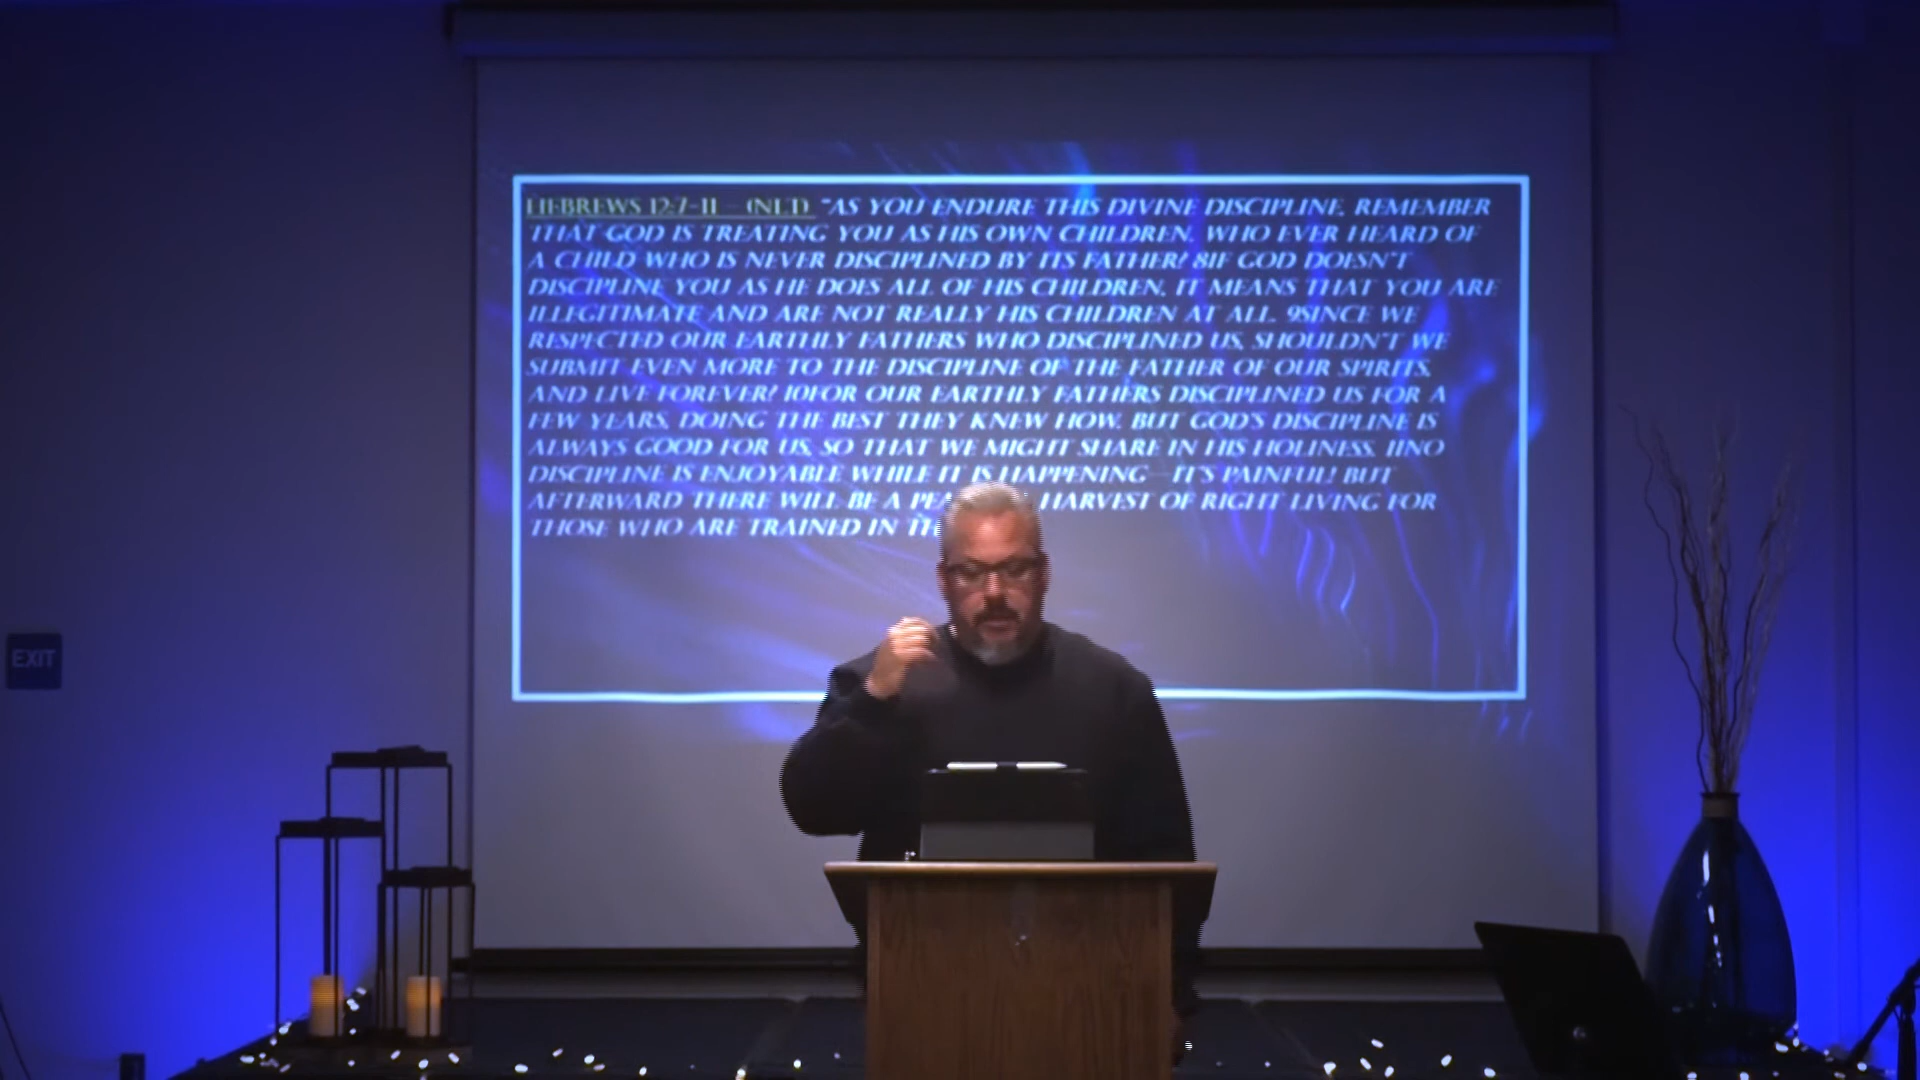 HEBREWS 12:7-11 - (NLT) "AS YOU ENDURE THIS DIVINE DISCIPLINE, REMEMBER
THAT GOD IS TREATING YOU AS HIS OWN CHILDREN. WHO EVER HEARD OF
A CHILD WHO IS NEVER DISCIPLINED BY ITS FATHER? 8IF GOD DOESN'T
DISCIPLINE YOU AS HE DOES ALL OF HIS CHILDREN, IT MEANS THAT YOU ARE
ILLEGITIMATE AND ARE NOT REALLY HIS CHILDREN AT ALL. 9SINCE WE
RESPECTED OUR EARTHLY FATHERS WHO DISCIPLINED US, SHOULDN'T WE
SUBMIT EVEN MORE TO THE DISCIPLINE OF THE FATHER OF OUR SPIRITS,
AND LIVE FOREVER? 10FOR OUR EARTHLY FATHERS DISCIPLINED US FOR A
FEW YEARS, DOING THE BEST THEY KNEW HOW. BUT GOD'S DISCIPLINE IS
ALWAYS GOOD FOR US, SO THAT WE MIGHT SHARE IN HIS HOLINESS. 11NO
DISCIPLINE IS ENJOYABLE WHILE IT IS HAPPENING—IT'S PAINFUL! BUT
AFTERWARD THERE WILL BE A HARVEST OF RIGHT LIVING FOR
THOSE WHO ARE TRAINED IN
EXIT